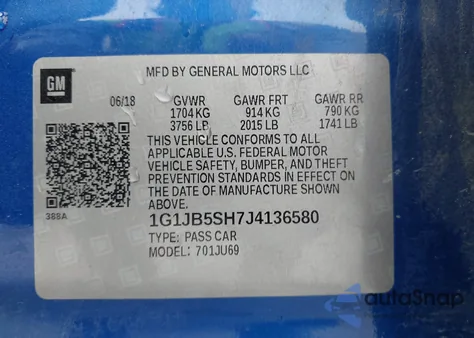 MFD BY GENERAL MOTORS LLC
GM
06/18 GVWR GAWR FRT GAWR RR
1704 KG 914 KG 790 KG
3756 LB 2015 LB 1741 LB
THIS VEHICLE CONFORMS TO ALL
APPLICABLE U.S. FEDERAL MOTOR
VEHICLE SAFETY, BUMPER, AND THEFT
PREVENTION STANDARDS IN EFFECT ON
THE DATE OF MANUFACTURE SHOWN
ABOVE.
388A
1G1JB5SH7J4136580
TYPE: PASS CAR
MODEL: 701JU69
autoSnap